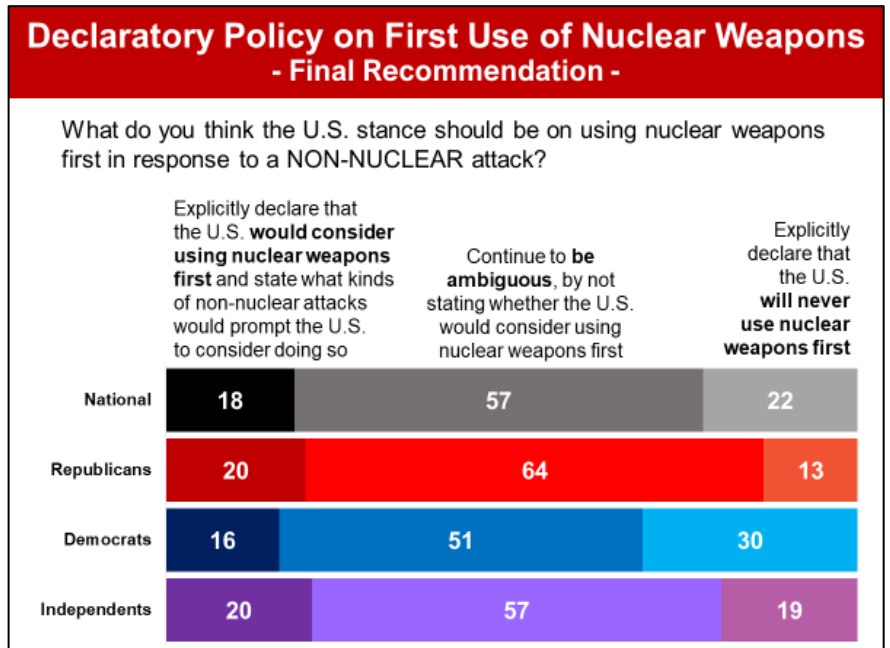 Declaratory Policy on First Use of Nuclear Weapons
- Final Recommendation -
What do you think the U.S. stance should be on using nuclear weapons
first in response to a NON-NUCLEAR attack?
Explicitly declare that
the U.S. would consider
using nuclear weapons
first and state what kinds
of non-nuclear attacks
would prompt the U.S.
to consider doing so
Continue to be
ambiguous, by not
stating whether the U.S.
would consider using
nuclear weapons first
Explicitly
declare that
the U.S.
will never
use nuclear
weapons first
National 18 57 22
Republicans 20 64 13
Democrats 16 51 30
Independents 20 57 19